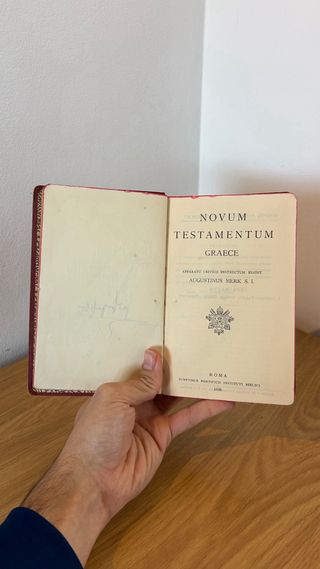 NOVUM
TESTAMENTUM
GRAECE
APPARATU CRITICO INSTRUCTUM EDIDIT
AUGUSTINUS MERK S. I.
ROMA
SUMPTIBUS PONTIFICII INSTITUTI BIBLICI